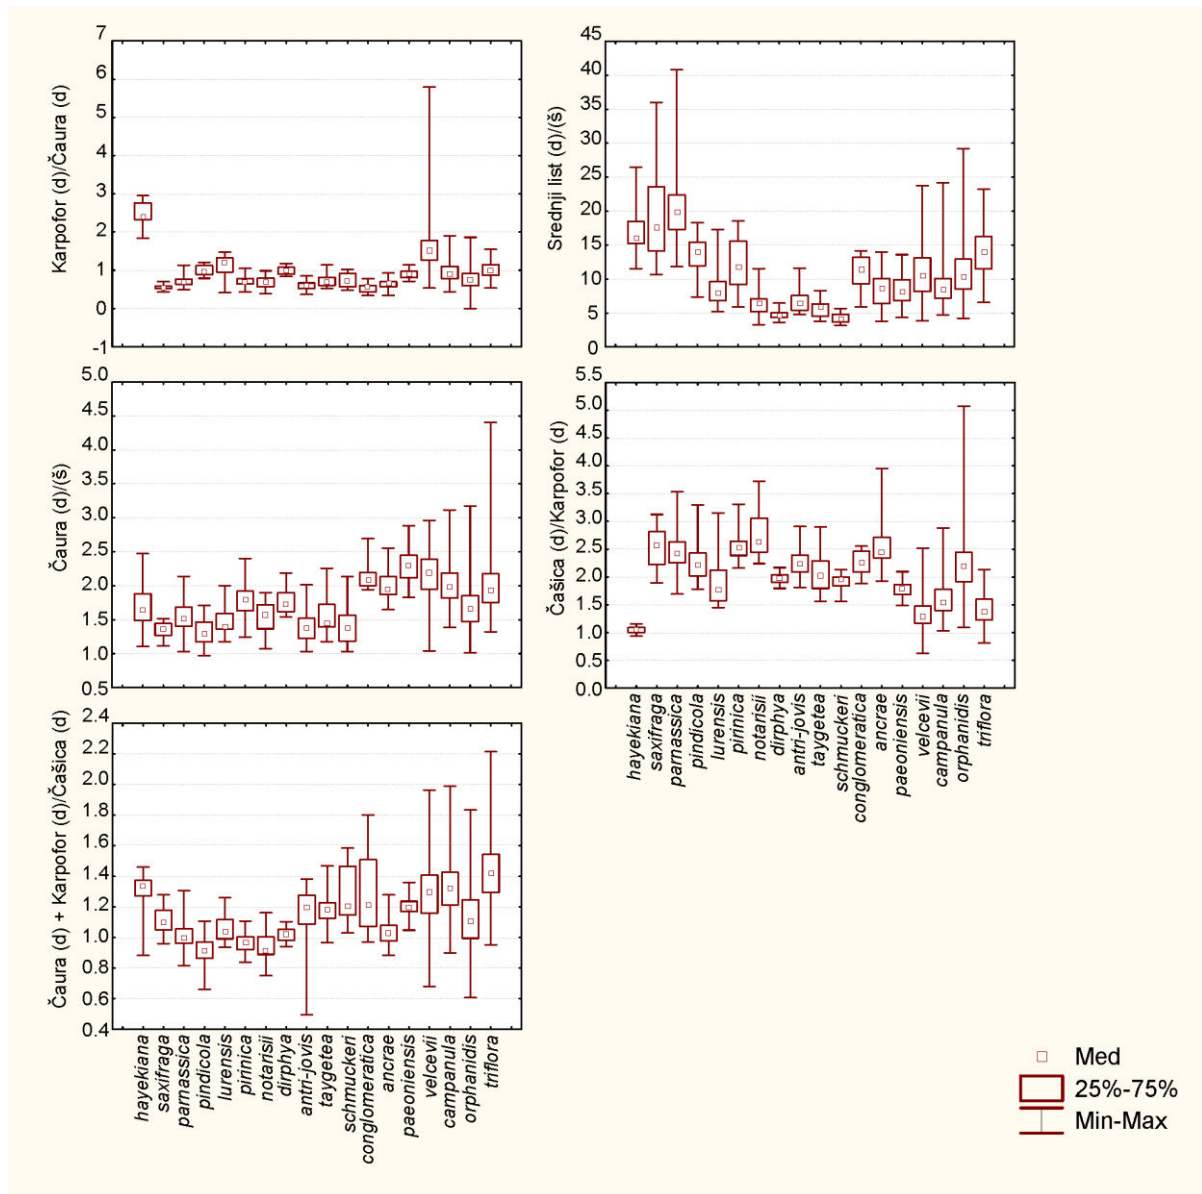 Karpofor (d)/Čaura (d)
7
6
5
4
3
2
1
0
-1
Srednji list (d)/(š)
45
40
35
30
25
20
15
10
5
0
Čaura (d)/(š)
5.0
4.5
4.0
3.5
3.0
2.5
2.0
1.5
1.0
0.5
Čašica (d)/Karpofor (d)
5.5
5.0
4.5
4.0
3.5
3.0
2.5
2.0
1.5
1.0
0.5
0.0
hayekiana
saxifraga
parnassica
pindicola
lurensis
pirinica
notarisii
dirphya
antri-jovis
taygetea
schmuckeri
conglomeratica
ancrae
paeoniensis
velcevii
campanula
orphanidis
triflora
Čaura (d) + Karpofor (d)/Čašica (d)
2.4
2.2
2.0
1.8
1.6
1.4
1.2
1.0
0.8
0.6
0.4
hayekiana
saxifraga
parnassica
pindicola
lurensis
pirinica
notarisii
dirphya
antri-jovis
taygetea
schmuckeri
conglomeratica
ancrae
paeoniensis
velcevii
campanula
orphanidis
triflora
Med
25%-75%
Min-Max